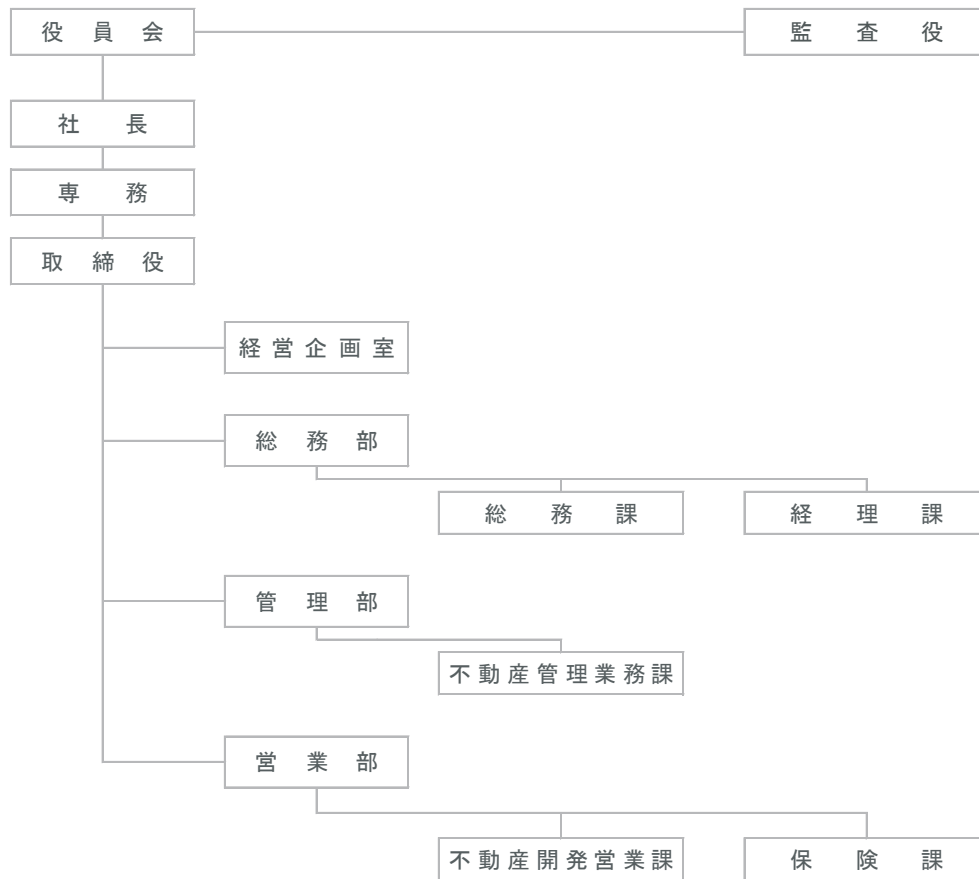 役員会
監査役
社長
専務
取締役
経営企画室
総務部
総務課
経理課
管理部
不動産管理業務課
営業部
不動産開発営業課
保険課